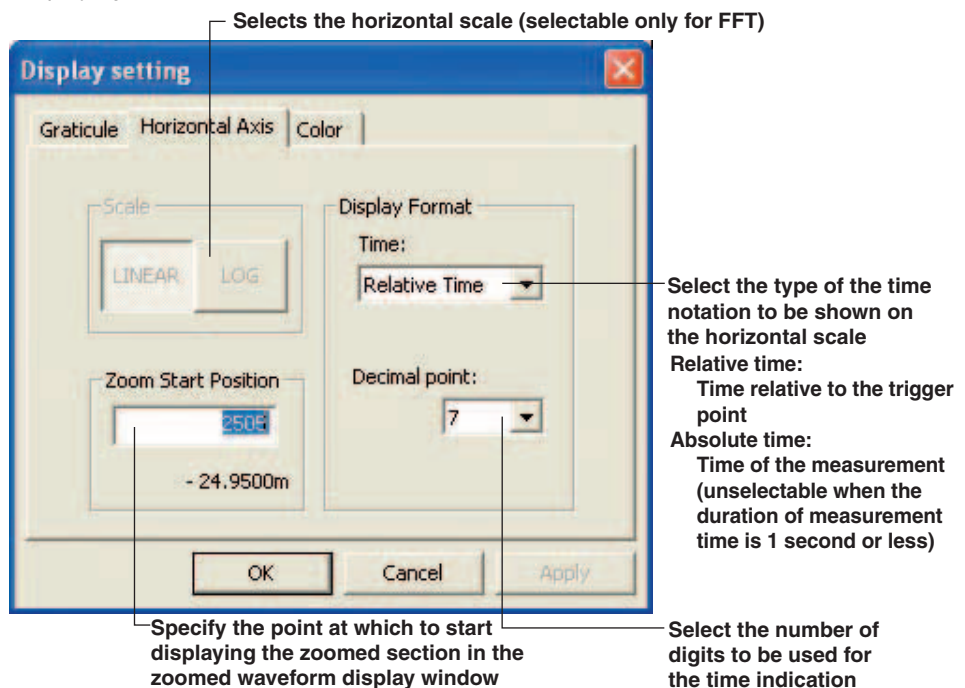 Selects the horizontal scale (selectable only for FFT)
Display setting
Graticule Horizontal Axis Color
Scale
LINEAR LOG
Display Format
Time:
Relative Time
Select the type of the time
notation to be shown on
the horizontal scale
Relative time:
Time relative to the trigger
point
Absolute time:
Time of the measurement
(unselectable when the
duration of measurement
time is 1 second or less)
Zoom Start Position
2505
- 24.9500m
Decimal point:
7
OK Cancel Apply
Specify the point at which to start
displaying the zoomed section in the
zoomed waveform display window
Select the number of
digits to be used for
the time indication